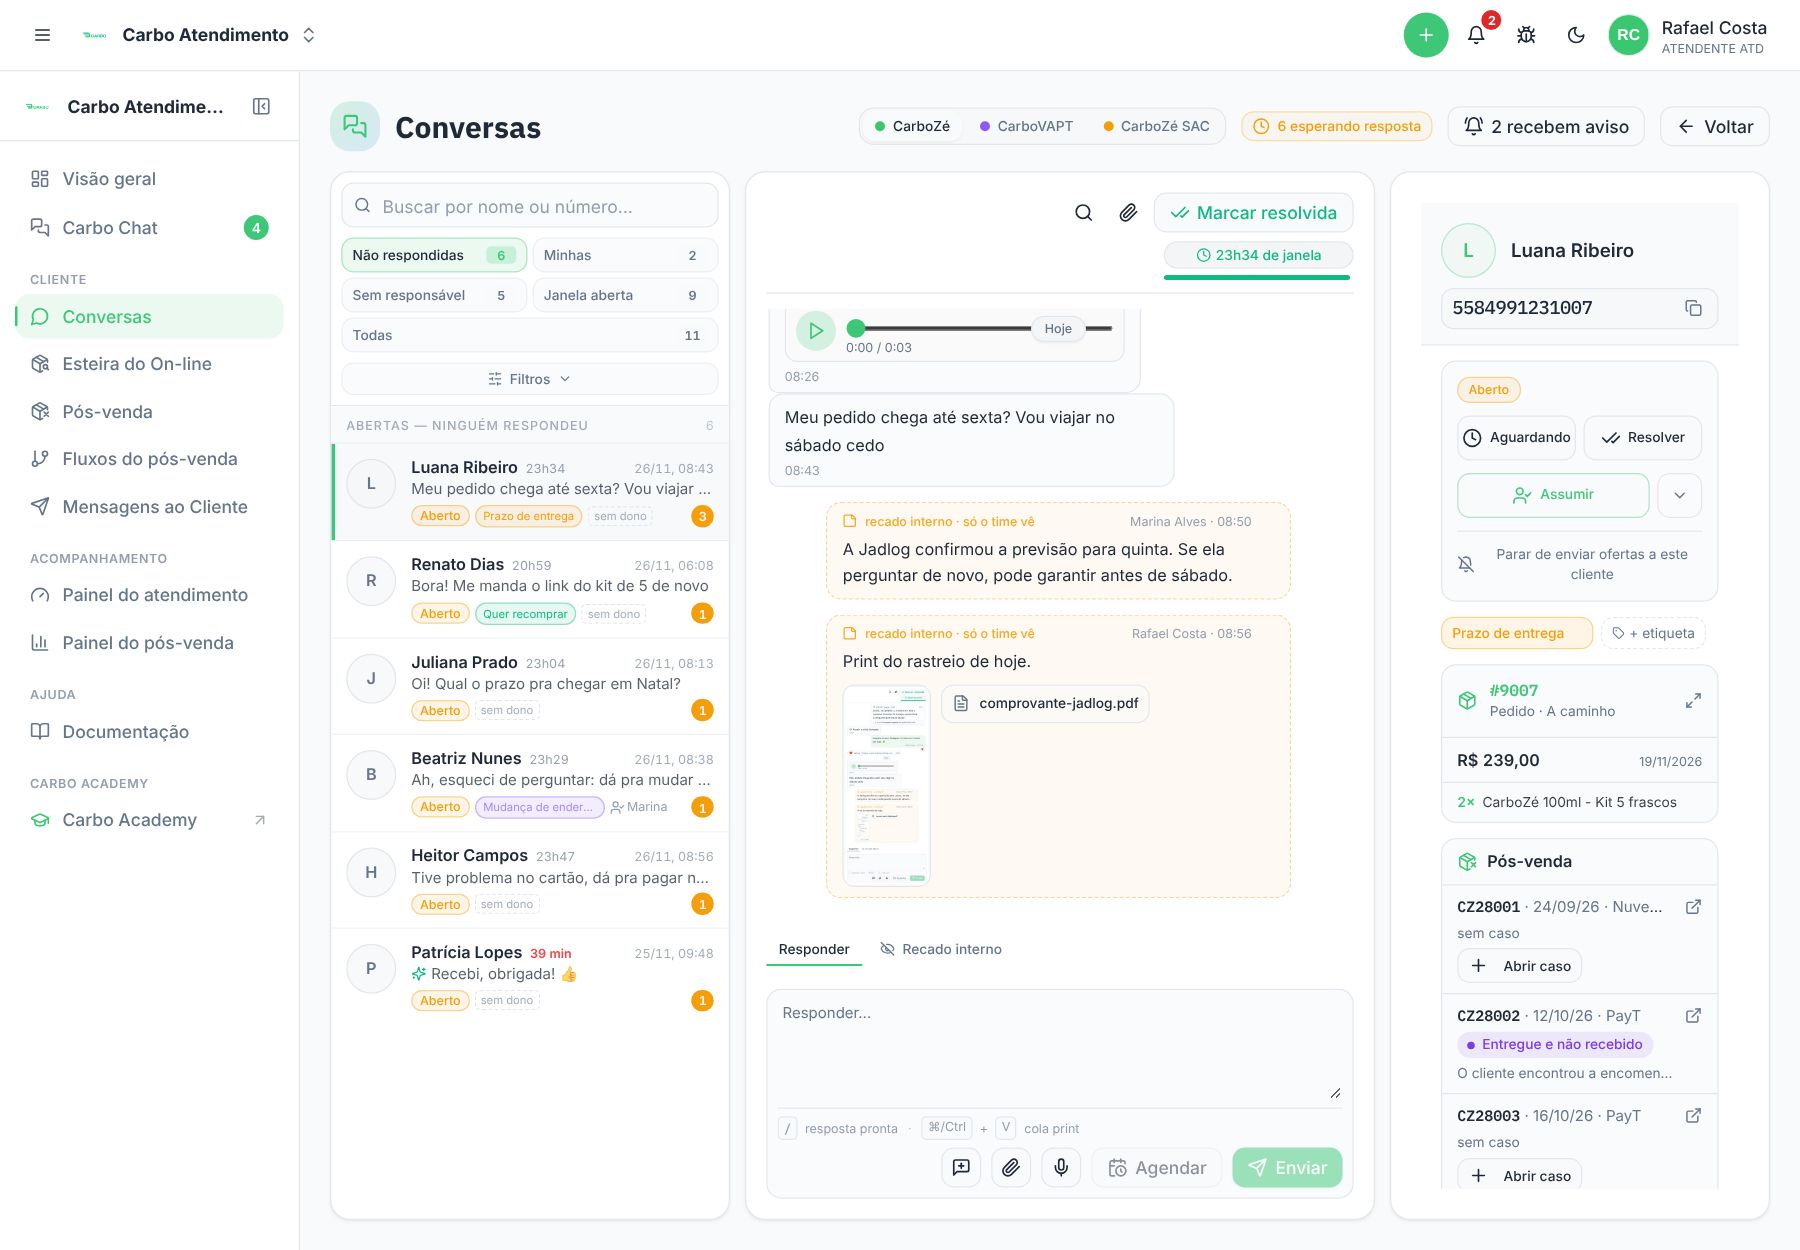 Carbo Atendimento
2
RC
Rafael Costa
ATENDENTE ATD
Carbo Atendime...
Visão geral
Carbo Chat
4
CLIENTE
Conversas
Esteira do On-line
Pós-venda
Fluxos do pós-venda
Mensagens ao Cliente
ACOMPANHAMENTO
Painel do atendimento
Painel do pós-venda
AJUDA
Documentação
CARBO ACADEMY
Carbo Academy
Conversas
CarboZé
CarboVAPT
CarboZé SAC
6 esperando resposta
2 recebem aviso
Voltar
Buscar por nome ou número...
Não respondidas 6
Minhas 2
Sem responsável 5
Janela aberta 9
Todas 11
Filtros
ABERTAS — NINGUÉM RESPONDEU 6
L
Luana Ribeiro 23h34 26/11, 08:43
Meu pedido chega até sexta? Vou viajar ...
Aberto Prazo de entrega sem dono 3
R
Renato Dias 20h59 26/11, 06:08
Bora! Me manda o link do kit de 5 de novo
Aberto Quer recomprar sem dono 1
J
Juliana Prado 23h04 26/11, 08:13
Oi! Qual o prazo pra chegar em Natal?
Aberto sem dono 1
B
Beatriz Nunes 23h29 26/11, 08:38
Ah, esqueci de perguntar: dá pra mudar ...
Aberto Mudança de ender... Marina 1
H
Heitor Campos 23h47 26/11, 08:56
Tive problema no cartão, dá pra pagar n...
Aberto sem dono 1
P
Patrícia Lopes 39 min 25/11, 09:48
Recebi, obrigada! 👍
Aberto sem dono 1
Marcar resolvida
23h34 de janela
Hoje
0:00 / 0:03
08:26
Meu pedido chega até sexta? Vou viajar no
sábado cedo
08:43
recado interno · só o time vê Marina Alves · 08:50
A Jadlog confirmou a previsão para quinta. Se ela
perguntar de novo, pode garantir antes de sábado.
recado interno · só o time vê Rafael Costa · 08:56
Print do rastreio de hoje.
comprovante-jadlog.pdf
Responder
Recado interno
Responder...
/ resposta pronta · ⌘/Ctrl + V cola print
Agendar
Enviar
L
Luana Ribeiro
5584991231007
Aberto
Aguardando
Resolver
Assumir
Parar de enviar ofertas a este
cliente
Prazo de entrega
+ etiqueta
#9007
Pedido · A caminho
R$ 239,00 19/11/2026
2× CarboZé 100ml - Kit 5 frascos
Pós-venda
CZ28001 · 24/09/26 · Nuve...
sem caso
Abrir caso
CZ28002 · 12/10/26 · PayT
Entregue e não recebido
O cliente encontrou a encomen...
CZ28003 · 16/10/26 · PayT
sem caso
Abrir caso